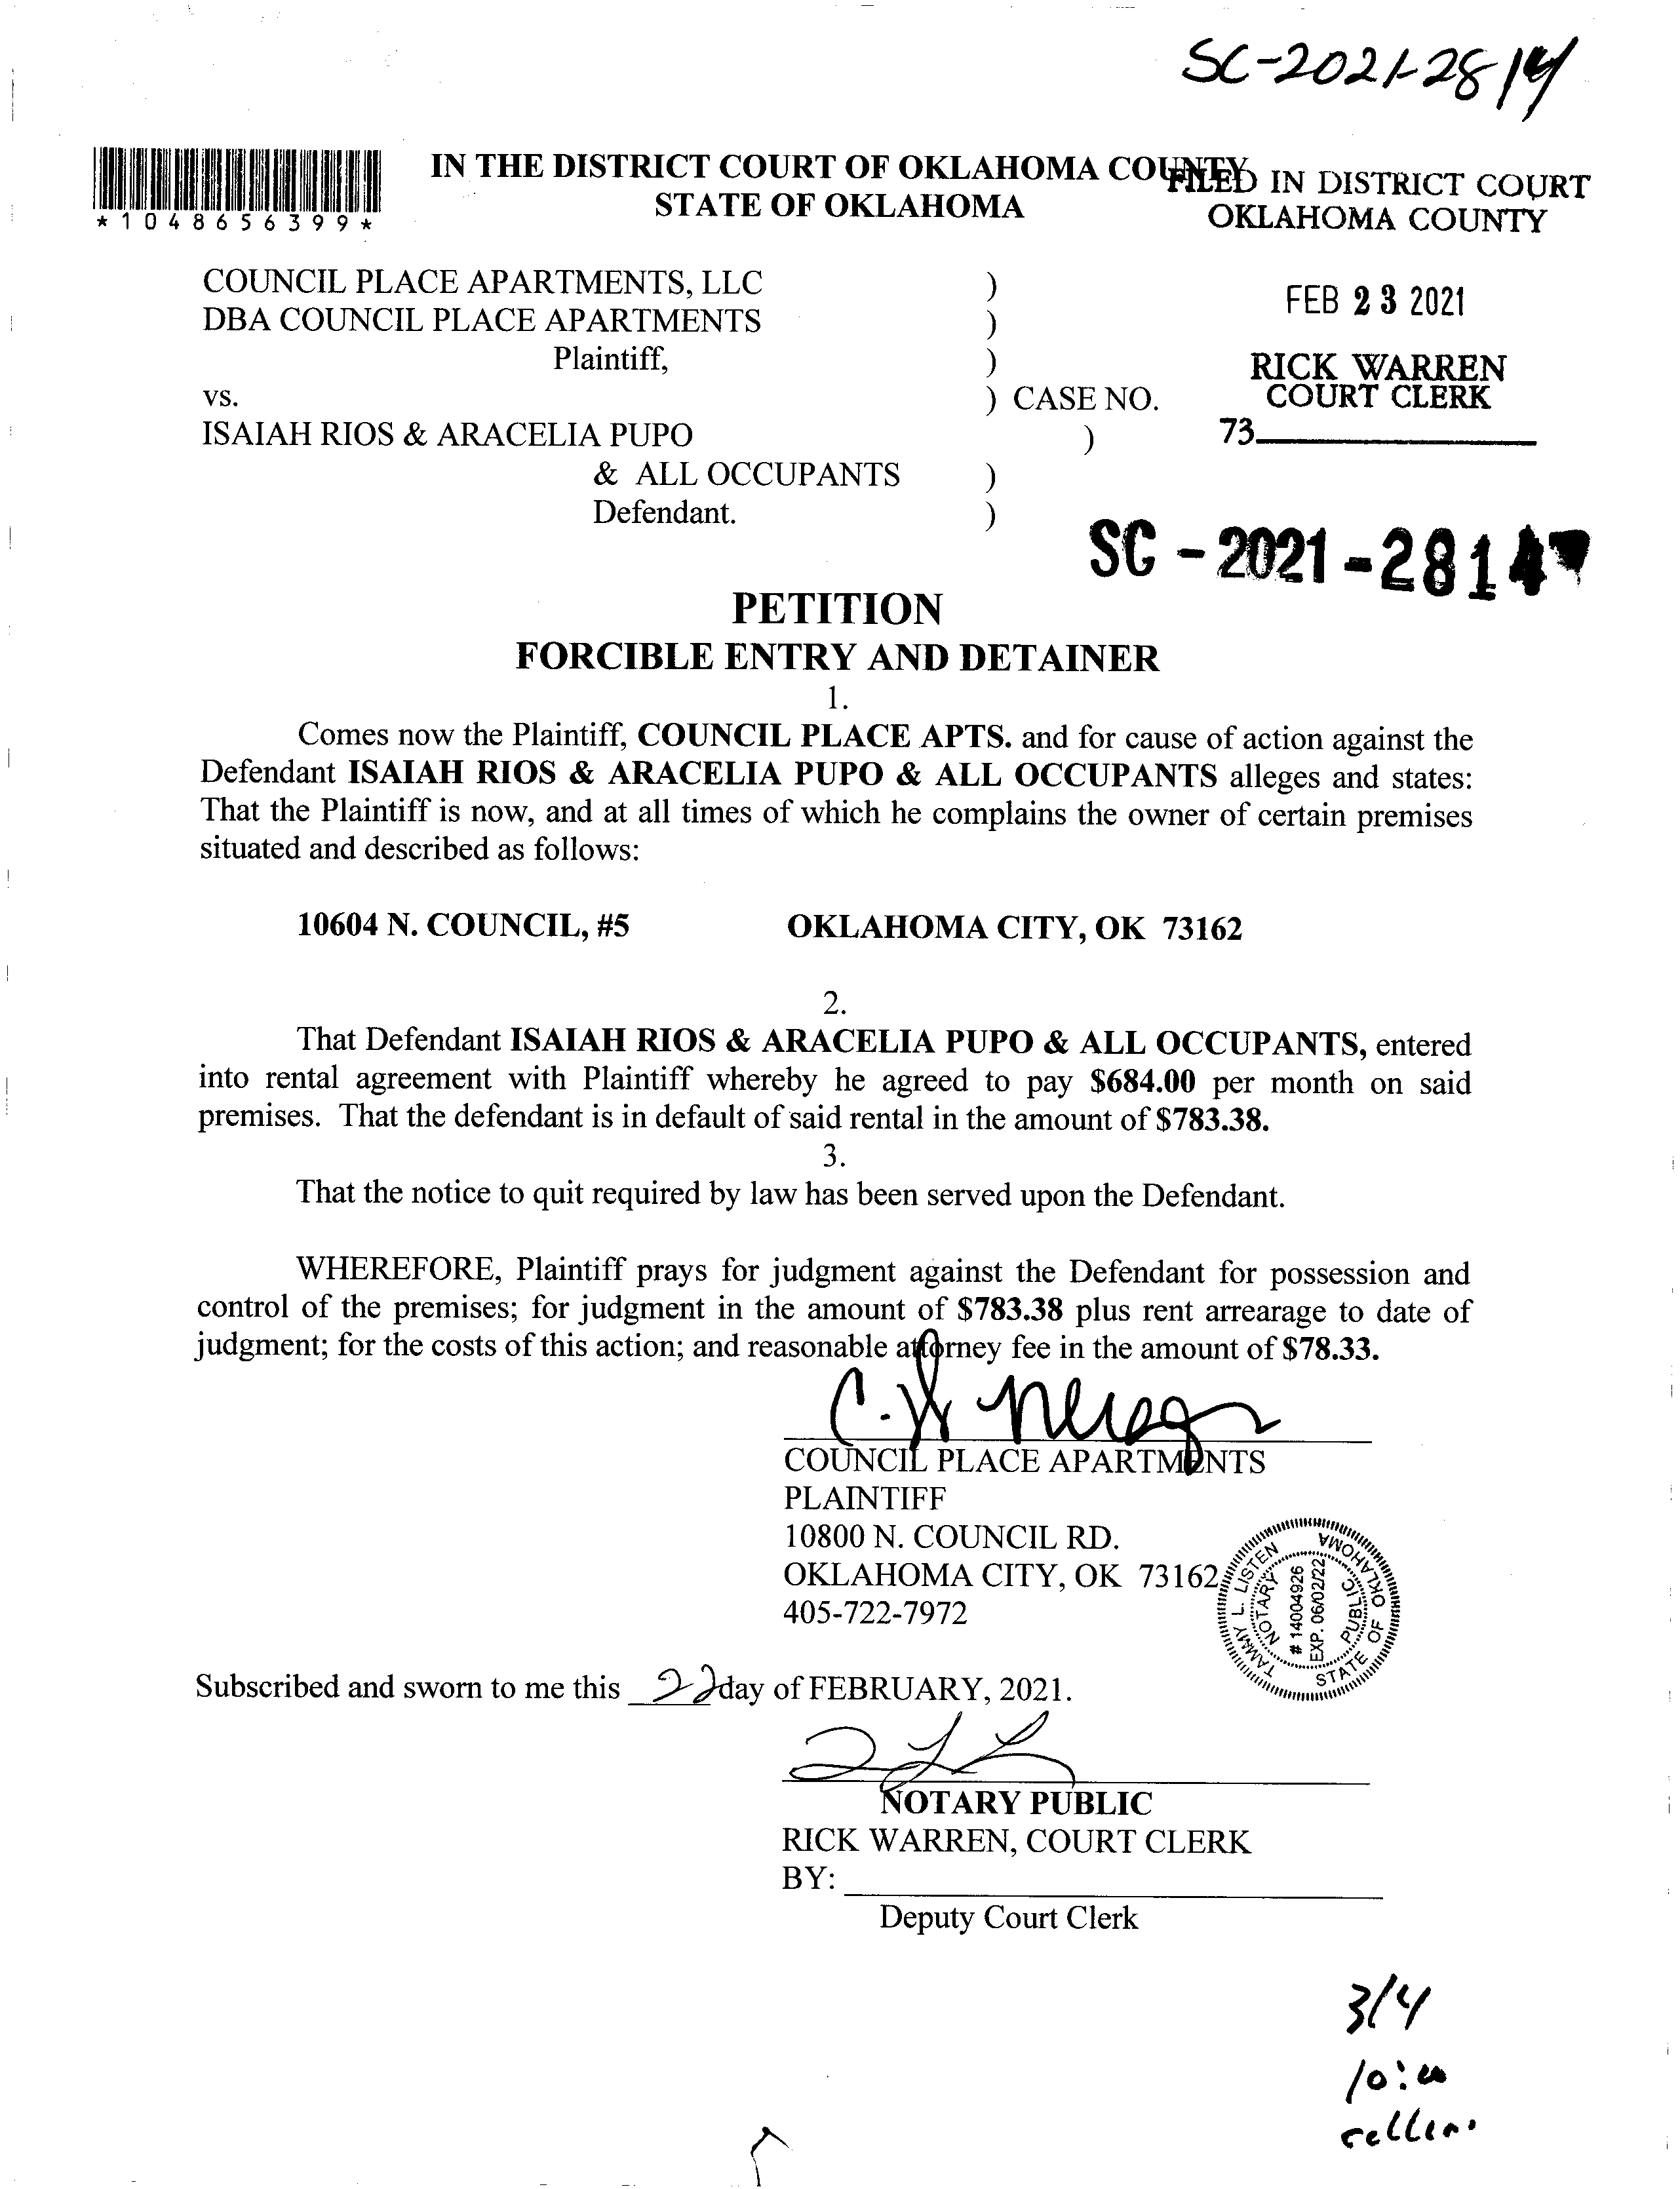 SC-2021-2814
*1048656399*
IN THE DISTRICT COURT OF OKLAHOMA COUNTY
STATE OF OKLAHOMA
FILED IN DISTRICT COURT
OKLAHOMA COUNTY
FEB 23 2021
RICK WARREN
COURT CLERK
73
COUNCIL PLACE APARTMENTS, LLC )
DBA COUNCIL PLACE APARTMENTS )
Plaintiff, )
vs. ) CASE NO.
ISAIAH RIOS & ARACELIA PUPO )
& ALL OCCUPANTS )
Defendant. )
SC - 2021 - 2814
PETITION
FORCIBLE ENTRY AND DETAINER
1.
Comes now the Plaintiff, COUNCIL PLACE APTS. and for cause of action against the
Defendant ISAIAH RIOS & ARACELIA PUPO & ALL OCCUPANTS alleges and states:
That the Plaintiff is now, and at all times of which he complains the owner of certain premises
situated and described as follows:
10604 N. COUNCIL, #5 OKLAHOMA CITY, OK 73162
2.
That Defendant ISAIAH RIOS & ARACELIA PUPO & ALL OCCUPANTS, entered
into rental agreement with Plaintiff whereby he agreed to pay $684.00 per month on said
premises. That the defendant is in default of said rental in the amount of $783.38.
3.
That the notice to quit required by law has been served upon the Defendant.
WHEREFORE, Plaintiff prays for judgment against the Defendant for possession and
control of the premises; for judgment in the amount of $783.38 plus rent arrearage to date of
judgment; for the costs of this action; and reasonable attorney fee in the amount of $78.33.
COUNCIL PLACE APARTMENTS
PLAINTIFF
10800 N. COUNCIL RD.
OKLAHOMA CITY, OK 73162
405-722-7972
TAMMY L. LISTEN
NOTARY
# 14004926
EXP. 06/02/22
PUBLIC
STATE OF OKLAHOMA
Subscribed and sworn to me this 22 day of FEBRUARY, 2021.
NOTARY PUBLIC
RICK WARREN, COURT CLERK
BY:
Deputy Court Clerk
3/4
10:00